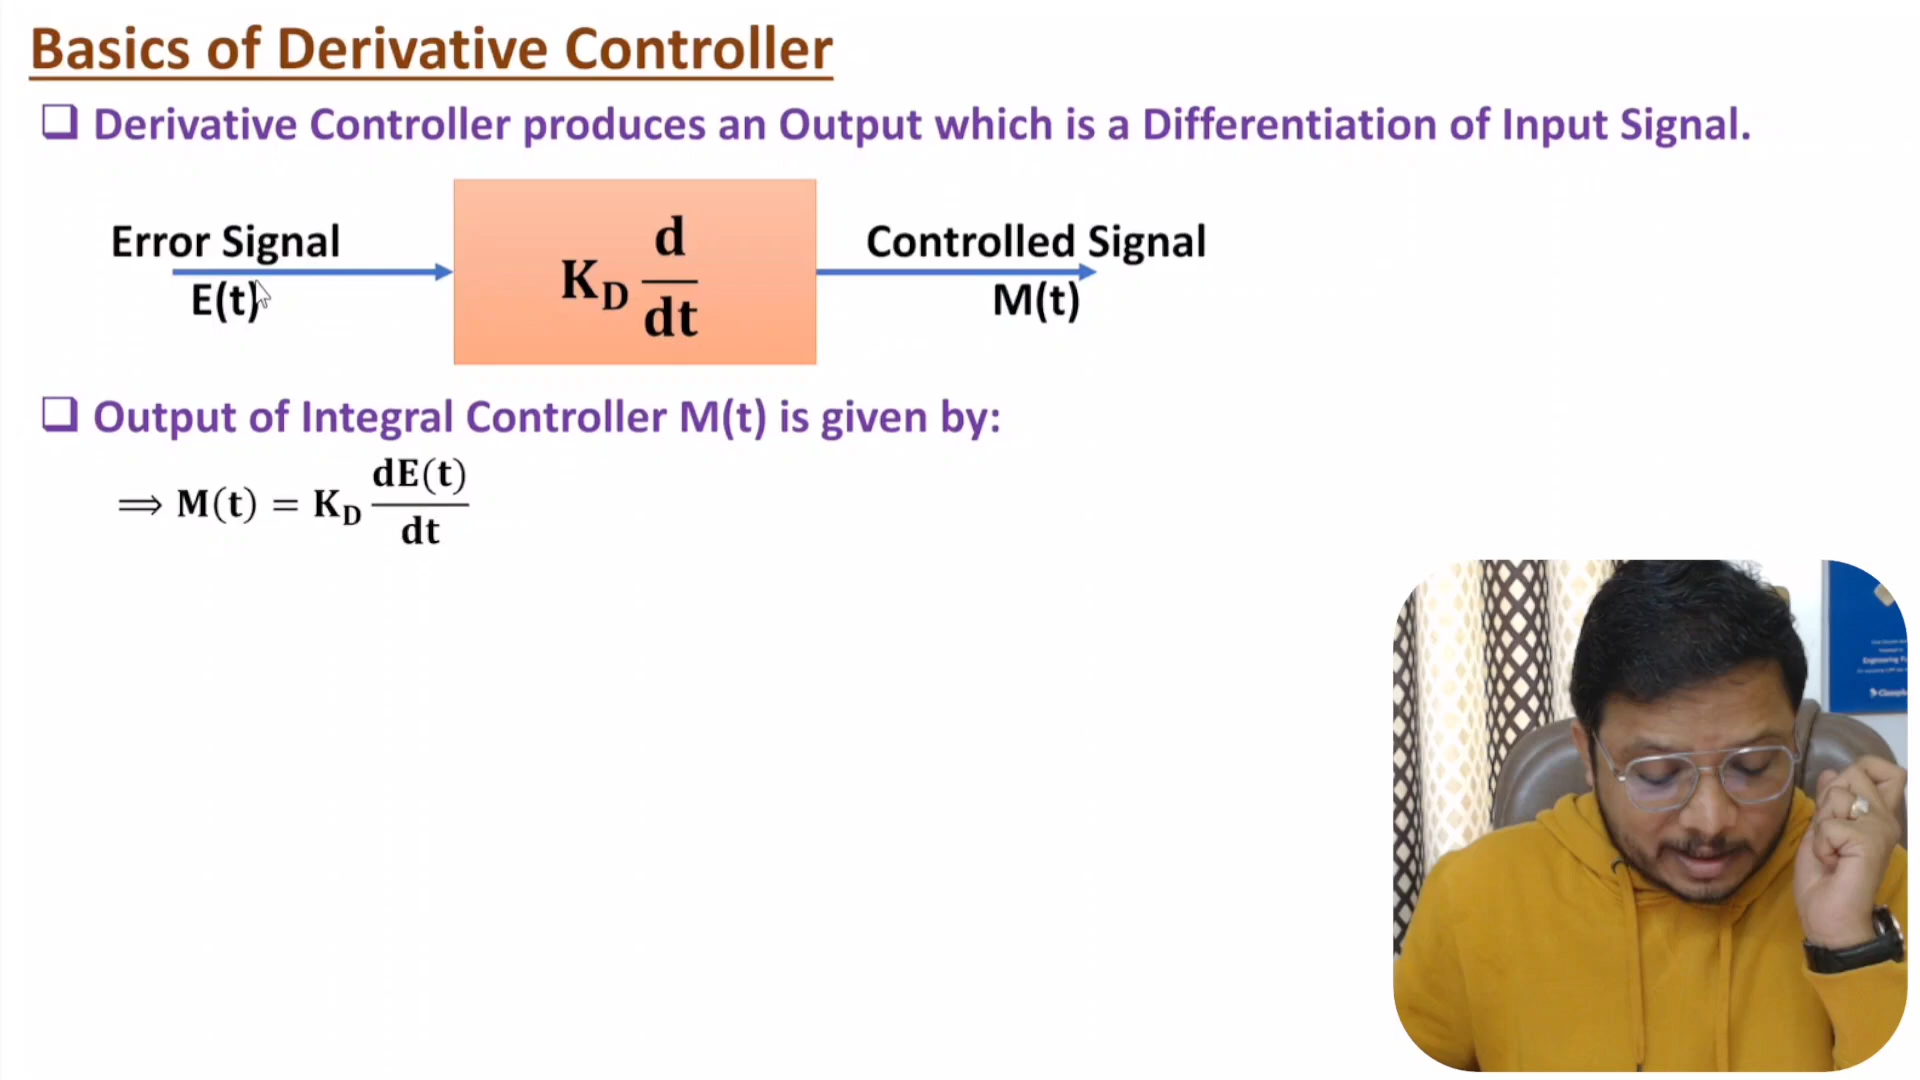 Basics of Derivative Controller
❑ Derivative Controller produces an Output which is a Differentiation of Input Signal.
Error Signal
E(t)
K_D d/dt
Controlled Signal
M(t)
❑ Output of Integral Controller M(t) is given by:
⟹ M(t) = K_D dE(t)/dt